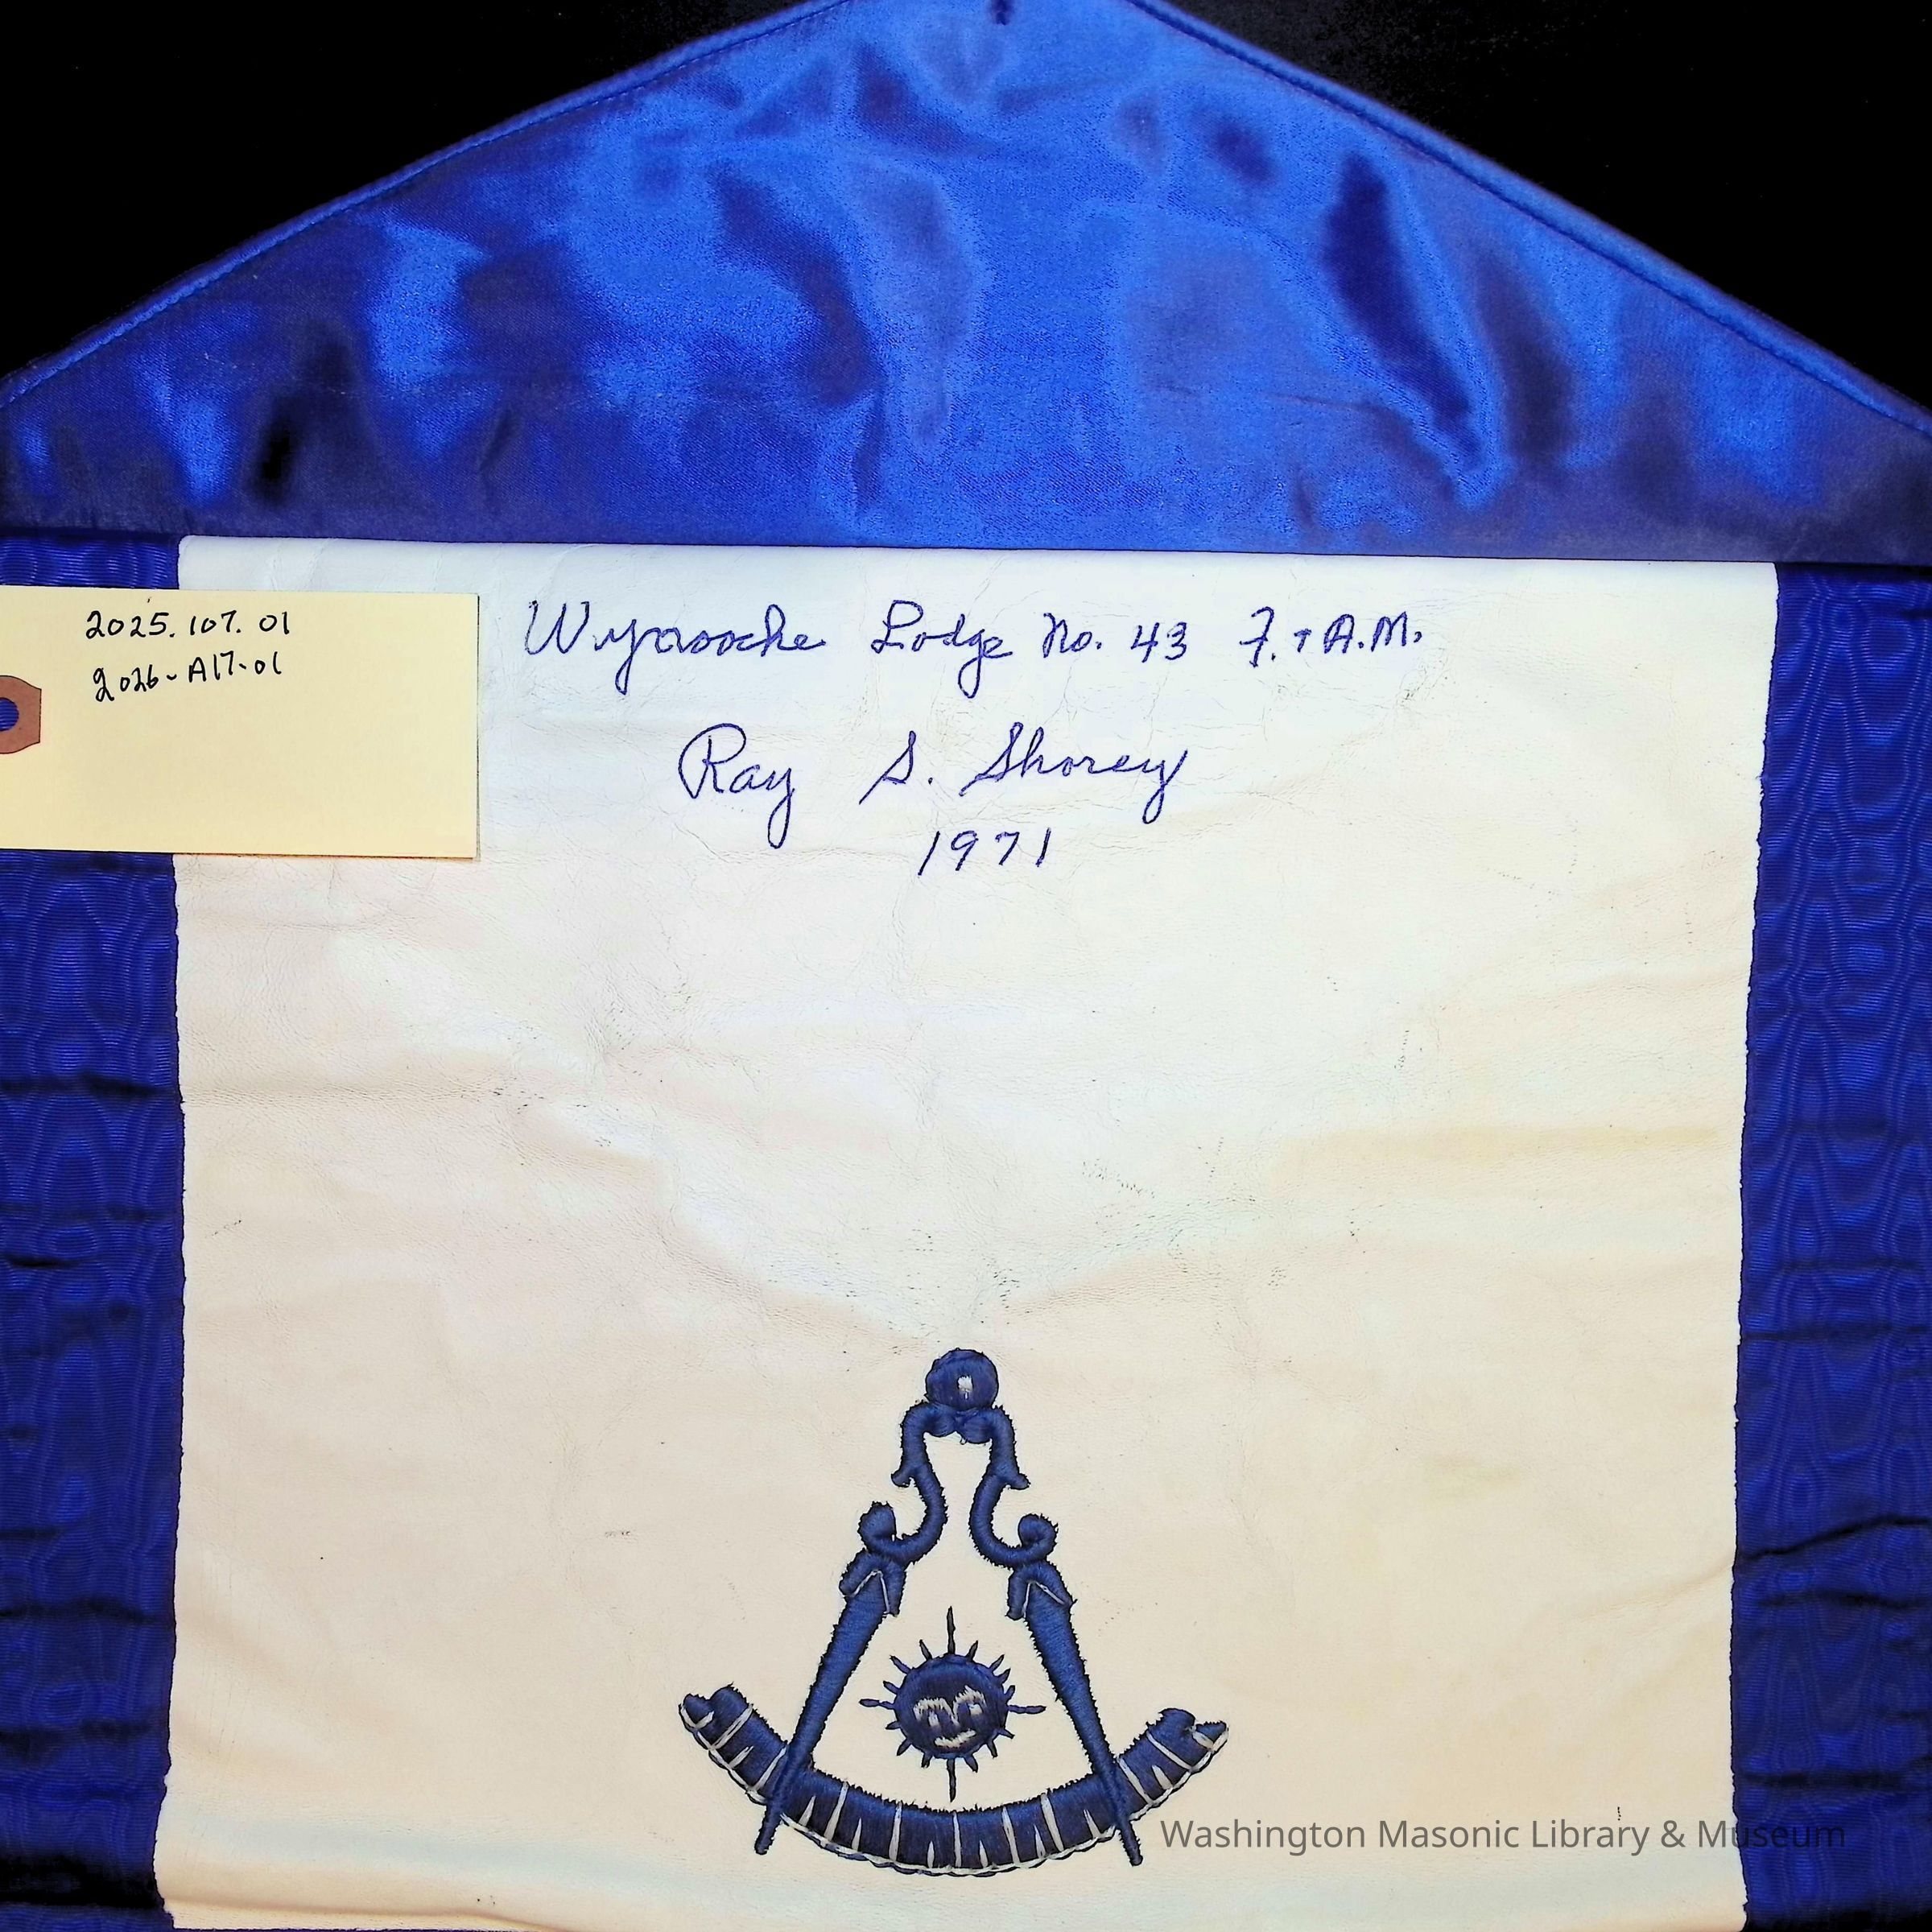 2025.107.01
2026-A17-01
Wynooche Lodge No. 43 F. + A.M.
Ray S. Shorey
1971
Washington Masonic Library & Museum